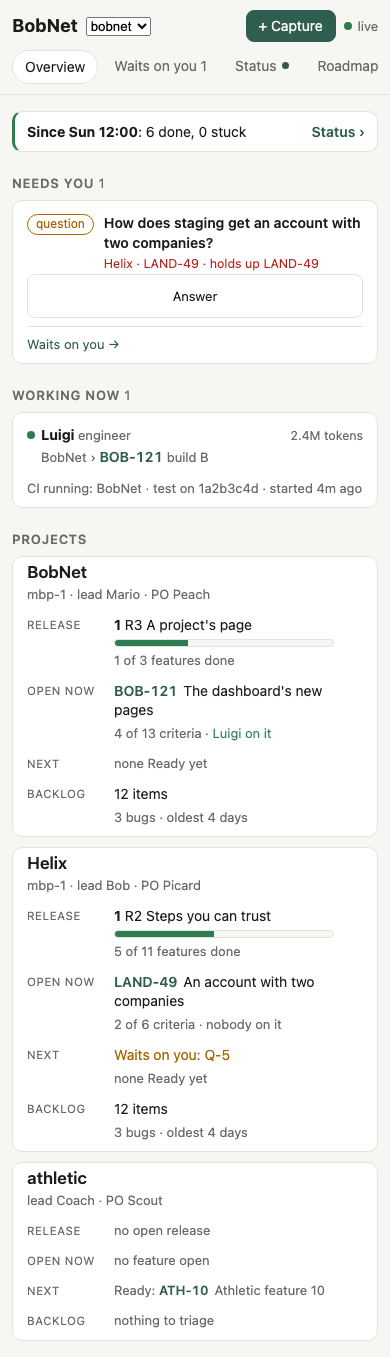 BobNet bobnet + Capture live
Overview Waits on you 1 Status Roadmap
Since Sun 12:00: 6 done, 0 stuck Status ›
NEEDS YOU 1
question How does staging get an account with
two companies?
Helix · LAND-49 · holds up LAND-49
Answer
Waits on you →
WORKING NOW 1
Luigi engineer 2.4M tokens
BobNet › BOB-121 build B
CI running: BobNet · test on 1a2b3c4d · started 4m ago
PROJECTS
BobNet
mbp-1 · lead Mario · PO Peach
RELEASE 1 R3 A project's page
1 of 3 features done
OPEN NOW BOB-121 The dashboard's new
pages
4 of 13 criteria · Luigi on it
NEXT none Ready yet
BACKLOG 12 items
3 bugs · oldest 4 days
Helix
mbp-1 · lead Bob · PO Picard
RELEASE 1 R2 Steps you can trust
5 of 11 features done
OPEN NOW LAND-49 An account with two
companies
2 of 6 criteria · nobody on it
NEXT Waits on you: Q-5
none Ready yet
BACKLOG 12 items
3 bugs · oldest 4 days
athletic
lead Coach · PO Scout
RELEASE no open release
OPEN NOW no feature open
NEXT Ready: ATH-10 Athletic feature 10
BACKLOG nothing to triage